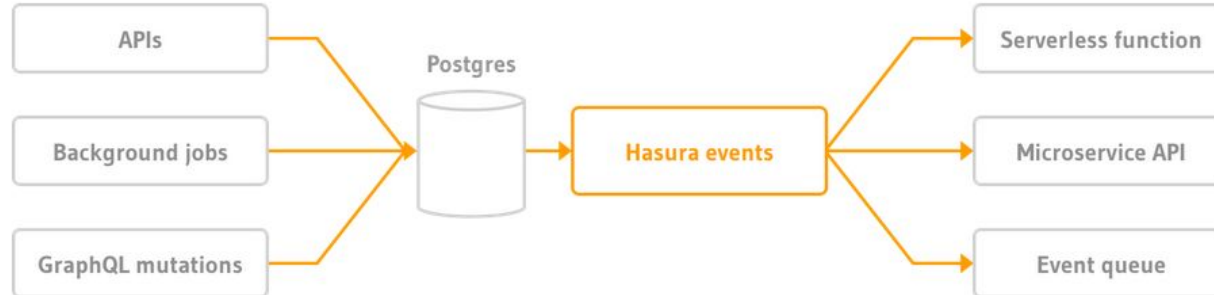 APIs
Background jobs
GraphQL mutations
Postgres
Hasura events
Serverless function
Microservice API
Event queue